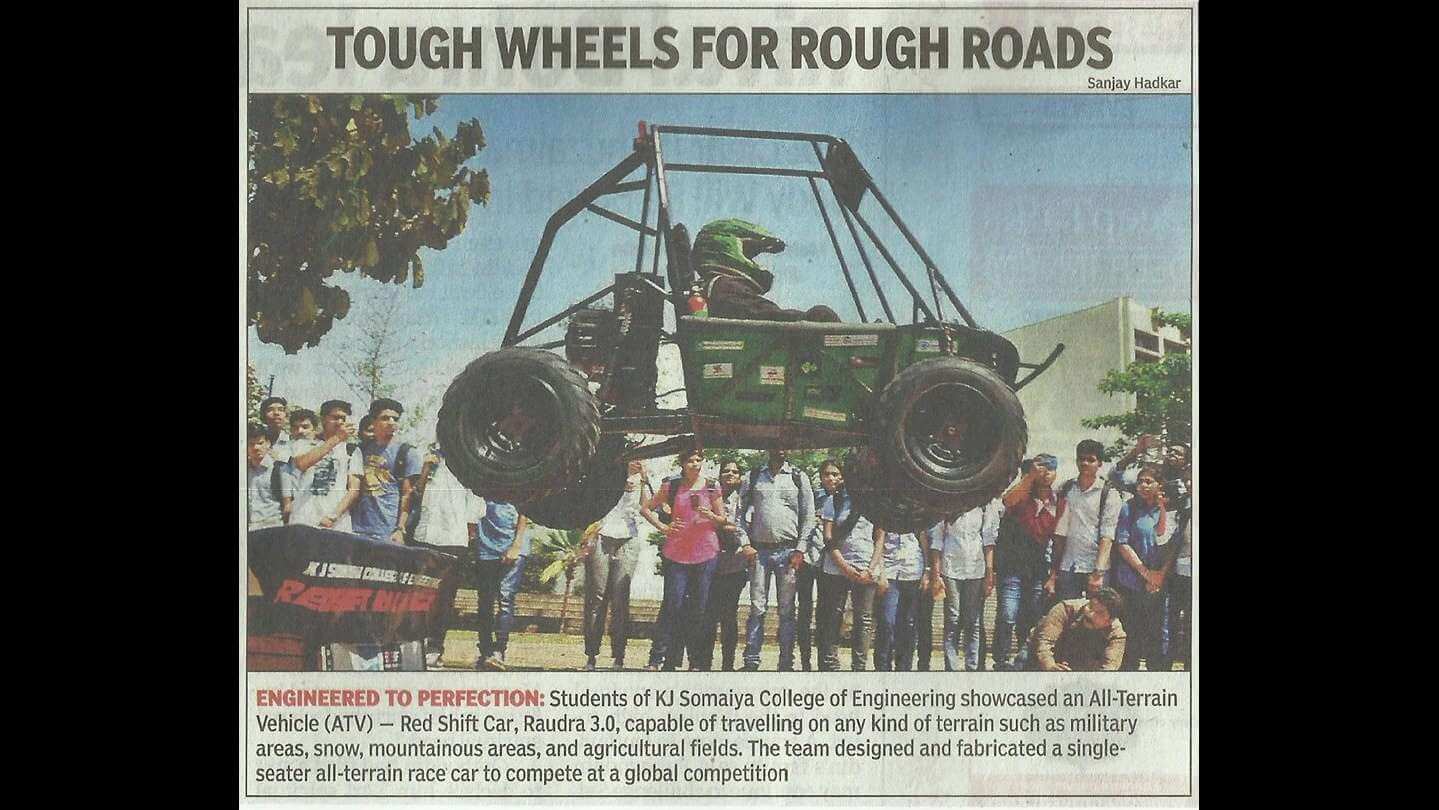 TOUGH WHEELS FOR ROUGH ROADS
Sanjay Hadkar
ENGINEERED TO PERFECTION: Students of KJ Somaiya College of Engineering showcased an All-Terrain
Vehicle (ATV) — Red Shift Car, Raudra 3.0, capable of travelling on any kind of terrain such as military
areas, snow, mountainous areas, and agricultural fields. The team designed and fabricated a single-
seater all-terrain race car to compete at a global competition